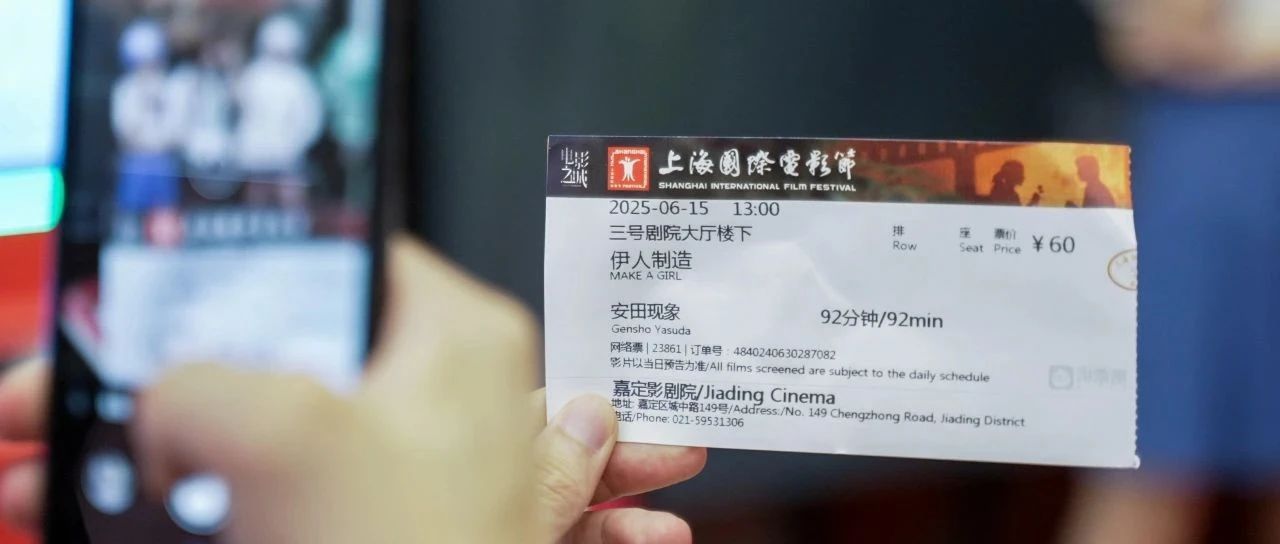 电影之城
SHANGHAI
上海國際電影節
SHANGHAI INTERNATIONAL FILM FESTIVAL
2025-06-15 13:00
三号剧院大厅楼下
排 座 票价 ¥60
Row Seat Price
伊人制造
MAKE A GIRL
安田现象 92分钟/92min
Gensho Yasuda
网络票 | 23861 | 订单号: 4840240630287082
影片以当日预告为准/All films screened are subject to the daily schedule
嘉定影剧院/Jiading Cinema
地址: 嘉定区城中路149号/Address:/No. 149 Chengzhong Road, Jiading District
电话/Phone: 021-59531306